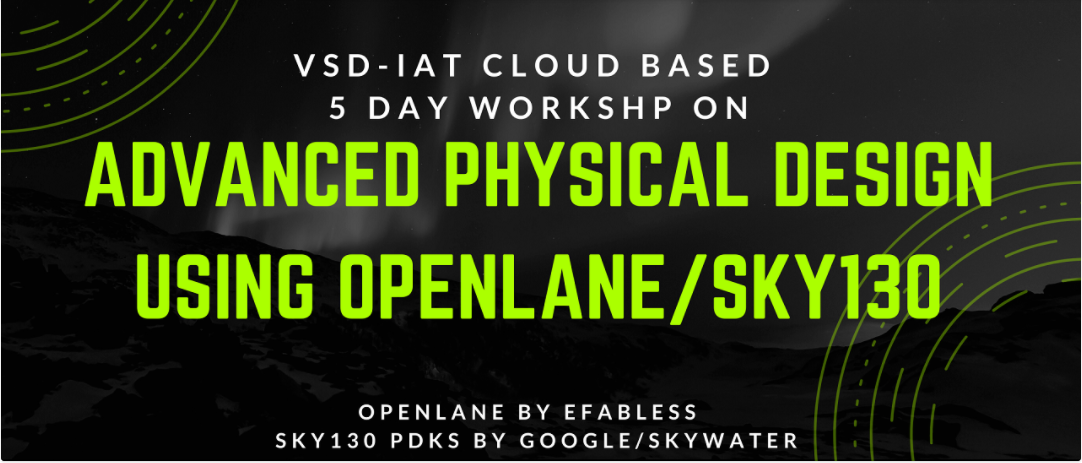 VSD-IAT CLOUD BASED
5 DAY WORKSHP ON
ADVANCED PHYSICAL DESIGN
USING OPENLANE/SKY130
OPENLANE BY EFABLESS
SKY130 PDKS BY GOOGLE/SKYWATER